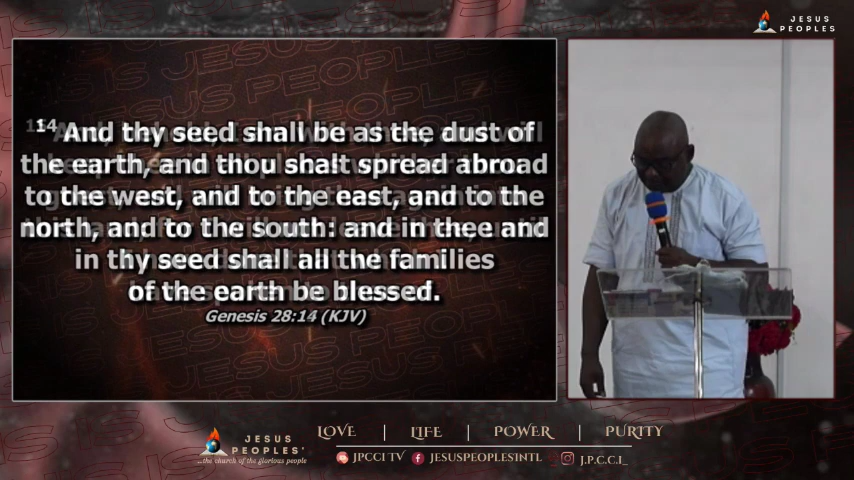 JESUS
PEOPLES
14 And thy seed shall be as the dust of
the earth, and thou shalt spread abroad
to the west, and to the east, and to the
north, and to the south: and in thee and
in thy seed shall all the families
of the earth be blessed.
Genesis 28:14 (KJV)
JESUS
PEOPLES'
...the church of the glorious people
LOVE | LIFE | POWER | PURITY
JPCCI TV JESUSPEOPLESINTL J.P.C.C.I_